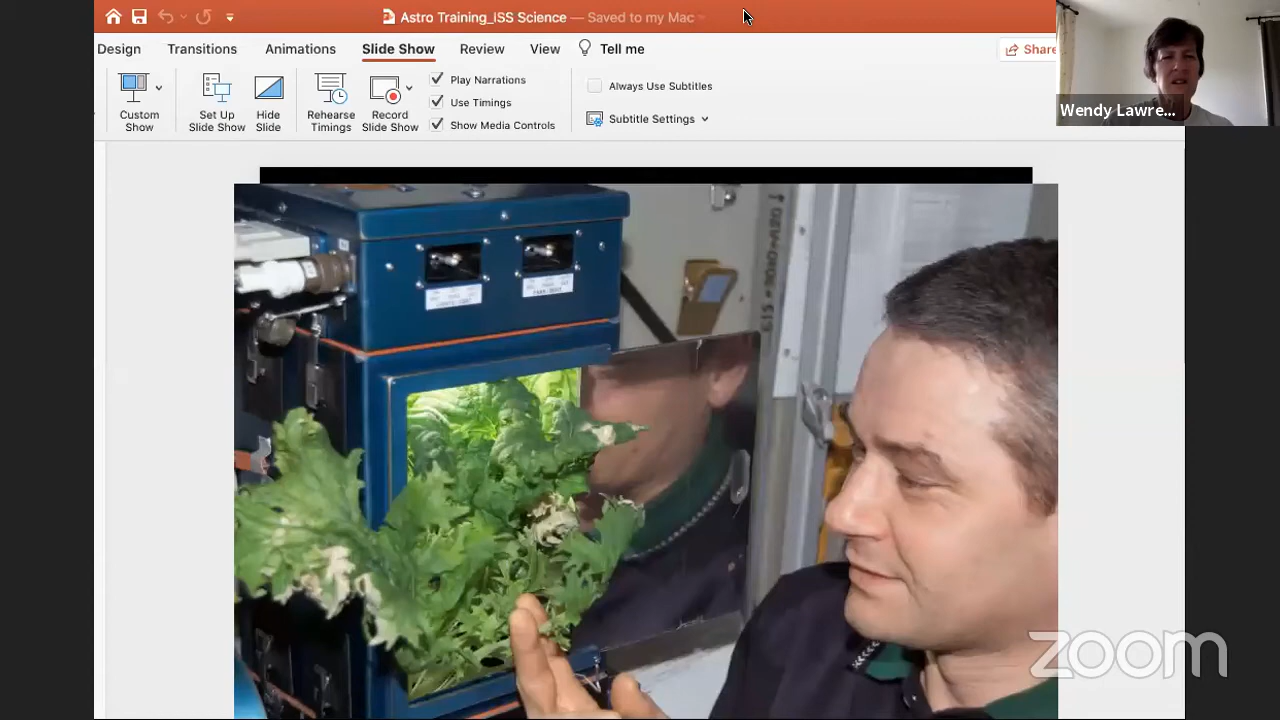 Astro Training_ISS Science — Saved to my Mac
Design Transitions Animations Slide Show Review View Tell me
Share
Custom Show
Set Up Slide Show
Hide Slide
Rehearse Timings
Record Slide Show
Play Narrations
Use Timings
Show Media Controls
Always Use Subtitles
Subtitle Settings
Wendy Lawre...
zoom